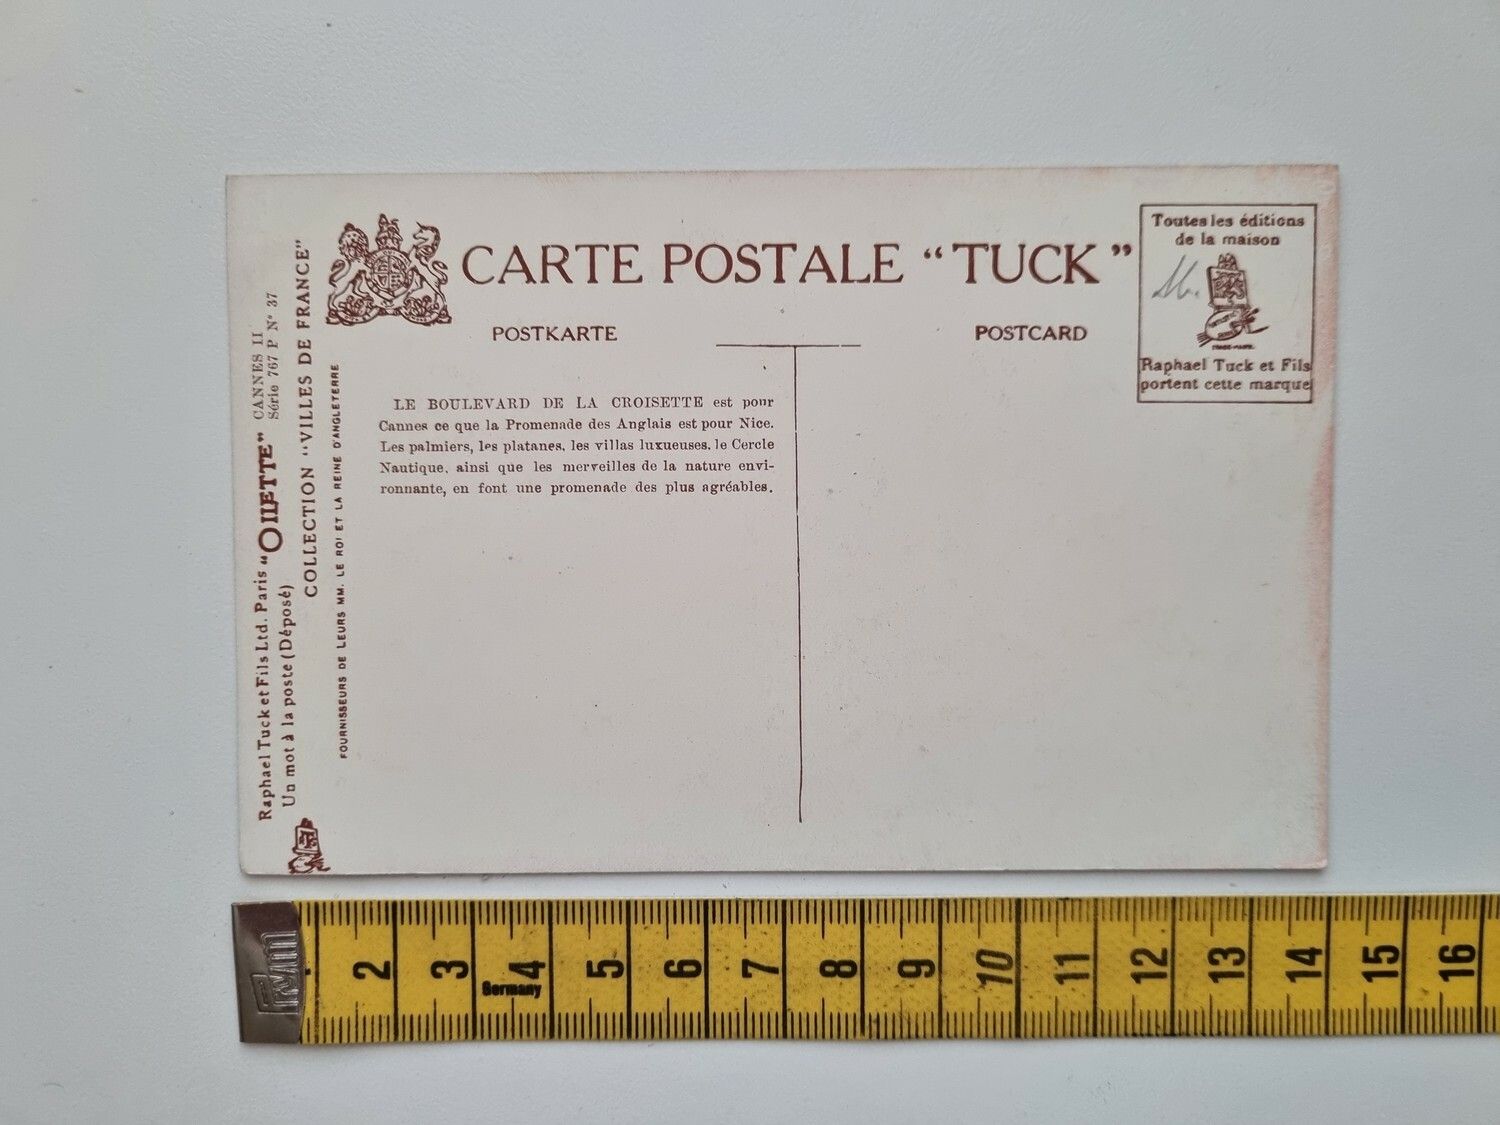 CARTE POSTALE “TUCK”
POSTKARTE
POSTCARD
Toutes les éditions
de la maison
Raphael Tuck et Fils
portent cette marque
LE BOULEVARD DE LA CROISETTE est pour
Cannes ce que la Promenade des Anglais est pour Nice.
Les palmiers, les platanes, les villas luxueuses, le Cercle
Nautique, ainsi que les merveilles de la nature envi-
ronnante, en font une promenade des plus agréables.
Raphael Tuck et Fils Ltd. Paris “OILETTE” CANNES II
Série 767 P N° 37
Un mot à la poste (Déposé)
COLLECTION “VILLES DE FRANCE”
FOURNISSEURS DE LEURS MM. LE ROI ET LA REINE D'ANGLETERRE
Prym
2 3 4 5 6 7 8 9 10 11 12 13 14 15 16
Germany